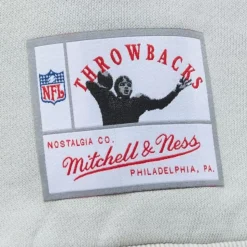 THROWBACKS
NFL
NOSTALGIA CO.
Mitchell & Ness
PHILADELPHIA, PA.